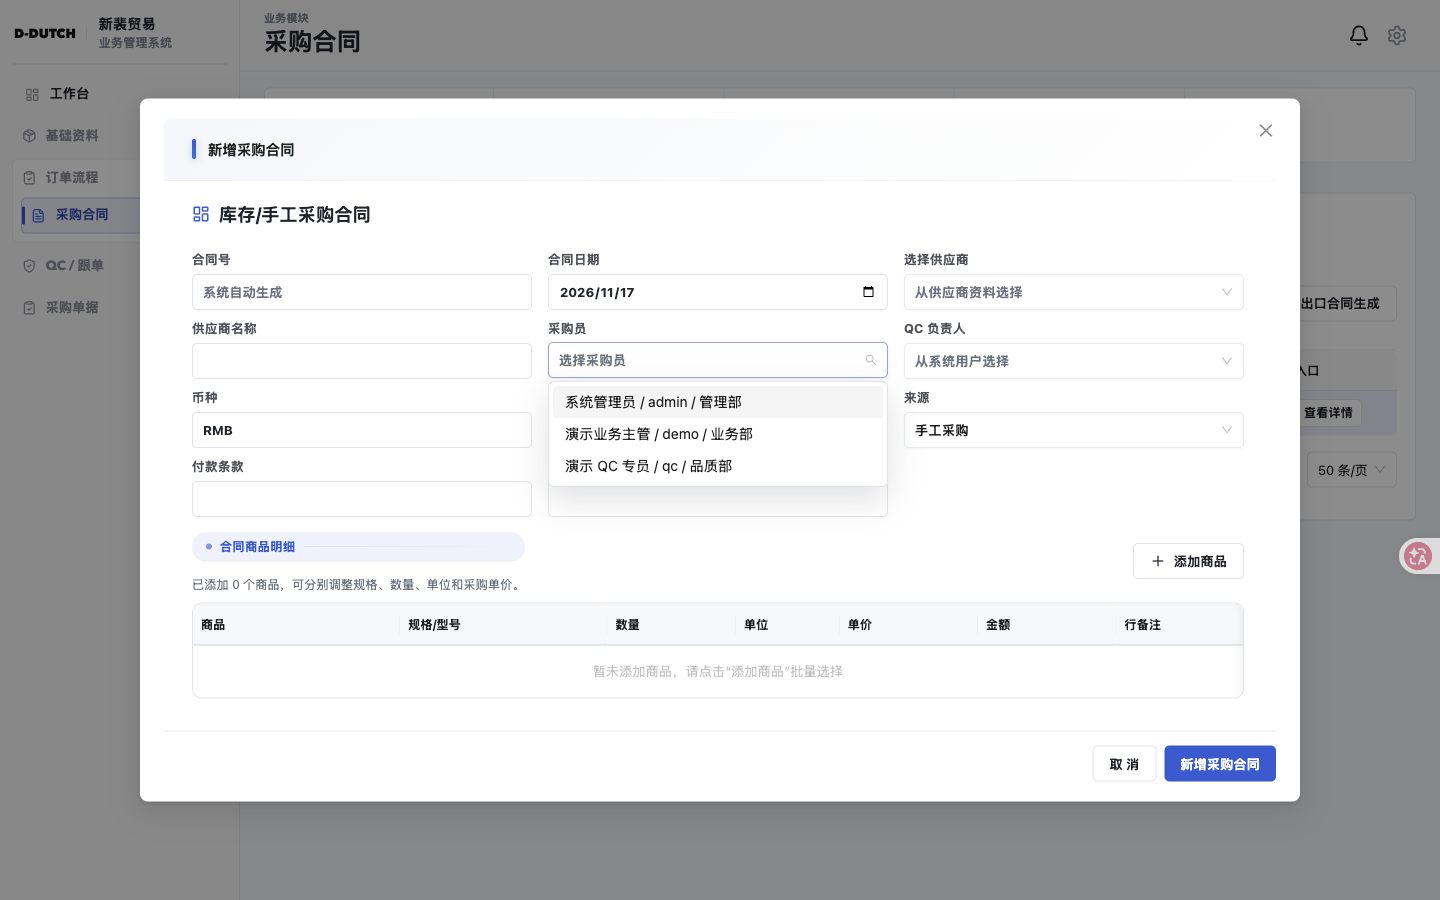 D-DUTCH
新裴贸易
业务管理系统
工作台
基础资料
订单流程
采购合同
QC / 跟单
采购单据
业务模块
采购合同
出口合同生成
入口
查看详情
50 条/页
新增采购合同
库存/手工采购合同
合同号
系统自动生成
合同日期
2026/11/17
选择供应商
从供应商资料选择
供应商名称
采购员
选择采购员
QC 负责人
从系统用户选择
系统管理员 / admin / 管理部
演示业务主管 / demo / 业务部
演示 QC 专员 / qc / 品质部
币种
RMB
来源
手工采购
付款条款
合同商品明细
添加商品
已添加 0 个商品，可分别调整规格、数量、单位和采购单价。
商品 规格/型号 数量 单位 单价 金额 行备注
暂未添加商品，请点击“添加商品”批量选择
取 消
新增采购合同